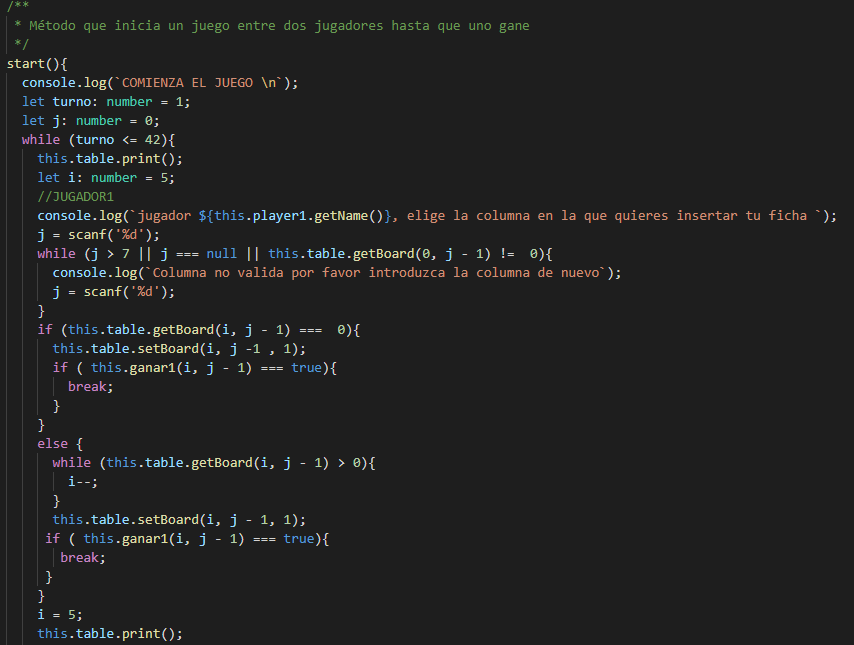 /**
 * Método que inicia un juego entre dos jugadores hasta que uno gane
 */
start(){
  console.log(`COMIENZA EL JUEGO \n`);
  let turno: number = 1;
  let j: number = 0;
  while (turno <= 42){
    this.table.print();
    let i: number = 5;
    //JUGADOR1
    console.log(`jugador ${this.player1.getName()}, elige la columna en la que quieres insertar tu ficha `);
    j = scanf('%d');
    while (j > 7 || j === null || this.table.getBoard(0, j - 1) !=  0){
      console.log(`Columna no valida por favor introduzca la columna de nuevo`);
      j = scanf('%d');
    }
    if (this.table.getBoard(i, j - 1) ===  0){
      this.table.setBoard(i, j -1 , 1);
      if ( this.ganar1(i, j - 1) === true){
        break;
      }
    }
    else {
      while (this.table.getBoard(i, j - 1) > 0){
        i--;
      }
      this.table.setBoard(i, j - 1, 1);
     if ( this.ganar1(i, j - 1) === true){
       break;
     }
    }
    i = 5;
    this.table.print();